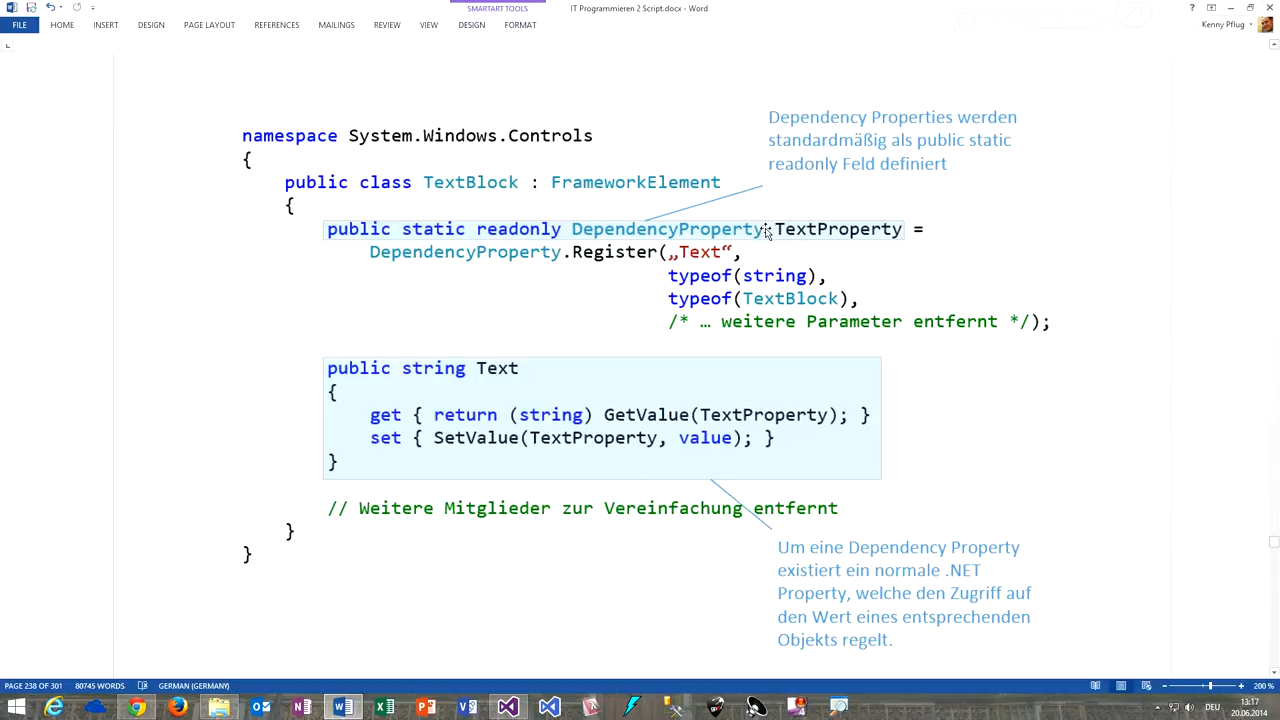 SMARTART TOOLS
IT Programmieren 2 Script.docx - Word
FILE HOME INSERT DESIGN PAGE LAYOUT REFERENCES MAILINGS REVIEW VIEW DESIGN FORMAT
Kenny Pflug
Dependency Properties werden
standardmäßig als public static
readonly Feld definiert
namespace System.Windows.Controls
{
public class TextBlock : FrameworkElement
{
public static readonly DependencyProperty TextProperty =
DependencyProperty.Register(„Text“,
typeof(string),
typeof(TextBlock),
/* … weitere Parameter entfernt */);
public string Text
{
get { return (string) GetValue(TextProperty); }
set { SetValue(TextProperty, value); }
}
// Weitere Mitglieder zur Vereinfachung entfernt
}
}
Um eine Dependency Property
existiert ein normale .NET
Property, welche den Zugriff auf
den Wert eines entsprechenden
Objekts regelt.
PAGE 238 OF 301 80745 WORDS GERMAN (GERMANY) 200 %
DEU 13:17
20.06.2014